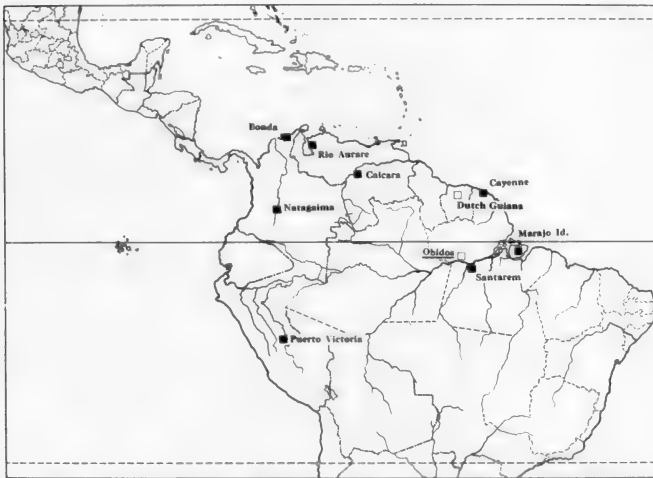 Bonda
Rio Aurare
Caicara
Cayenne
Dutch Guiana
Natagaima
Marajo Id.
Obidos
Santarem
Puerto Victoria